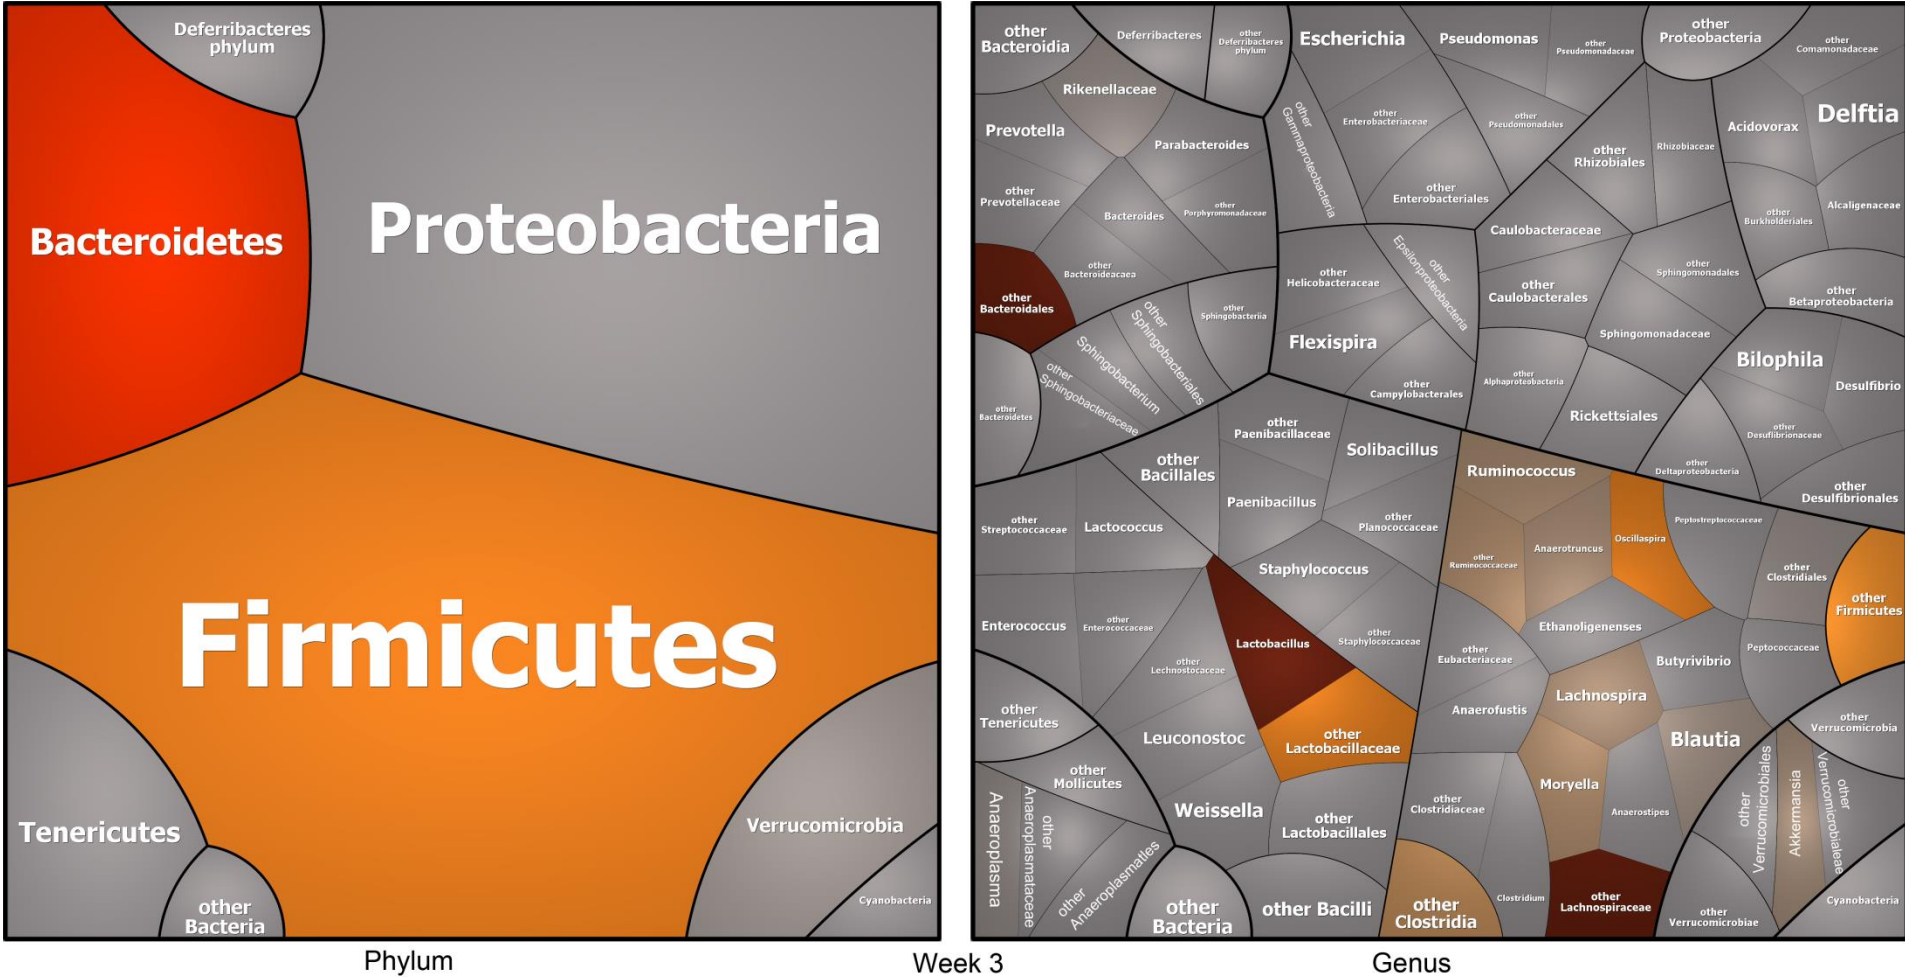 Deferribacteres
phylum
Bacteroidetes
Proteobacteria
Firmicutes
Tenericutes
other
Bacteria
Verrucomicrobia
Cyanobacteria
other
Bacteroidia
Deferribacteres
other
Deferribacteres
phylum
Escherichia
Pseudomonas
other
Pseudomonadaceae
other
Proteobacteria
other
Comamonadaceae
Rikenellaceae
Prevotella
Parabacteroides
other
Gammaproteobacteria
other
Enterobacteriaceae
other
Pseudomonadales
other
Rhizobiales
Rhizobiaceae
Acidovorax
Delftia
other
Prevotellaceae
Bacteroides
other
Porphyromonadaceae
other
Enterobacteriales
other
Burkholderiales
Alcaligenaceae
other
Bacteroideacaea
other
Helicobacteraceae
other
Epsilonproteobacteria
Caulobacteraceae
other
Caulobacterales
other
Sphingomonadales
other
Betaproteobacteria
other
Bacteroidales
other
Sphingobacteriia
other
Sphingobacteriales
Sphingobacterium
other
Sphingobacteriaceae
other
Bacteroidetes
Flexispira
other
Campylobacterales
Sphingomonadaceae
other
Alphaproteobacteria
Rickettsiales
Bilophila
Desulfibrio
other
Desuflibrionaceae
other
Deltaproteobacteria
other
Desulfibrionales
other
Bacillales
other
Paenibacillaceae
Solibacillus
Paenibacillus
other
Planococcaceae
Ruminococcus
other
Ruminococcaceae
Anaerotruncus
Oscillaspira
Peptostreptococcaceae
other
Clostridiales
other
Firmicutes
other
Streptococcaceae
Lactococcus
Staphylococcus
other
Staphylococcaceae
Enterococcus
other
Enterococcaceae
other
Lechnostocaceae
Lactobacillus
other
Lactobacillaceae
other
Eubacteriaceae
Ethanoligenenses
Butyrivibrio
Peptococcaceae
Anaerofustis
Lachnospira
Blautia
Moryella
Anaerostipes
other
Tenericutes
other
Mollicutes
Leuconostoc
Weissella
other
Lactobacillales
other
Clostridiaceae
Clostridium
other
Lachnospiraceae
other
Clostridia
Anaeroplasma
other
Anaeroplasmataceae
other
Anaeroplasmatles
other
Bacteria
other Bacilli
other
Verrucomicrobia
other
Verrucomicrobiales
Akkermansia
other
Verrucomicrobialeae
other
Verrucomicrobiae
Cyanobacteria
Phylum
Week 3
Genus